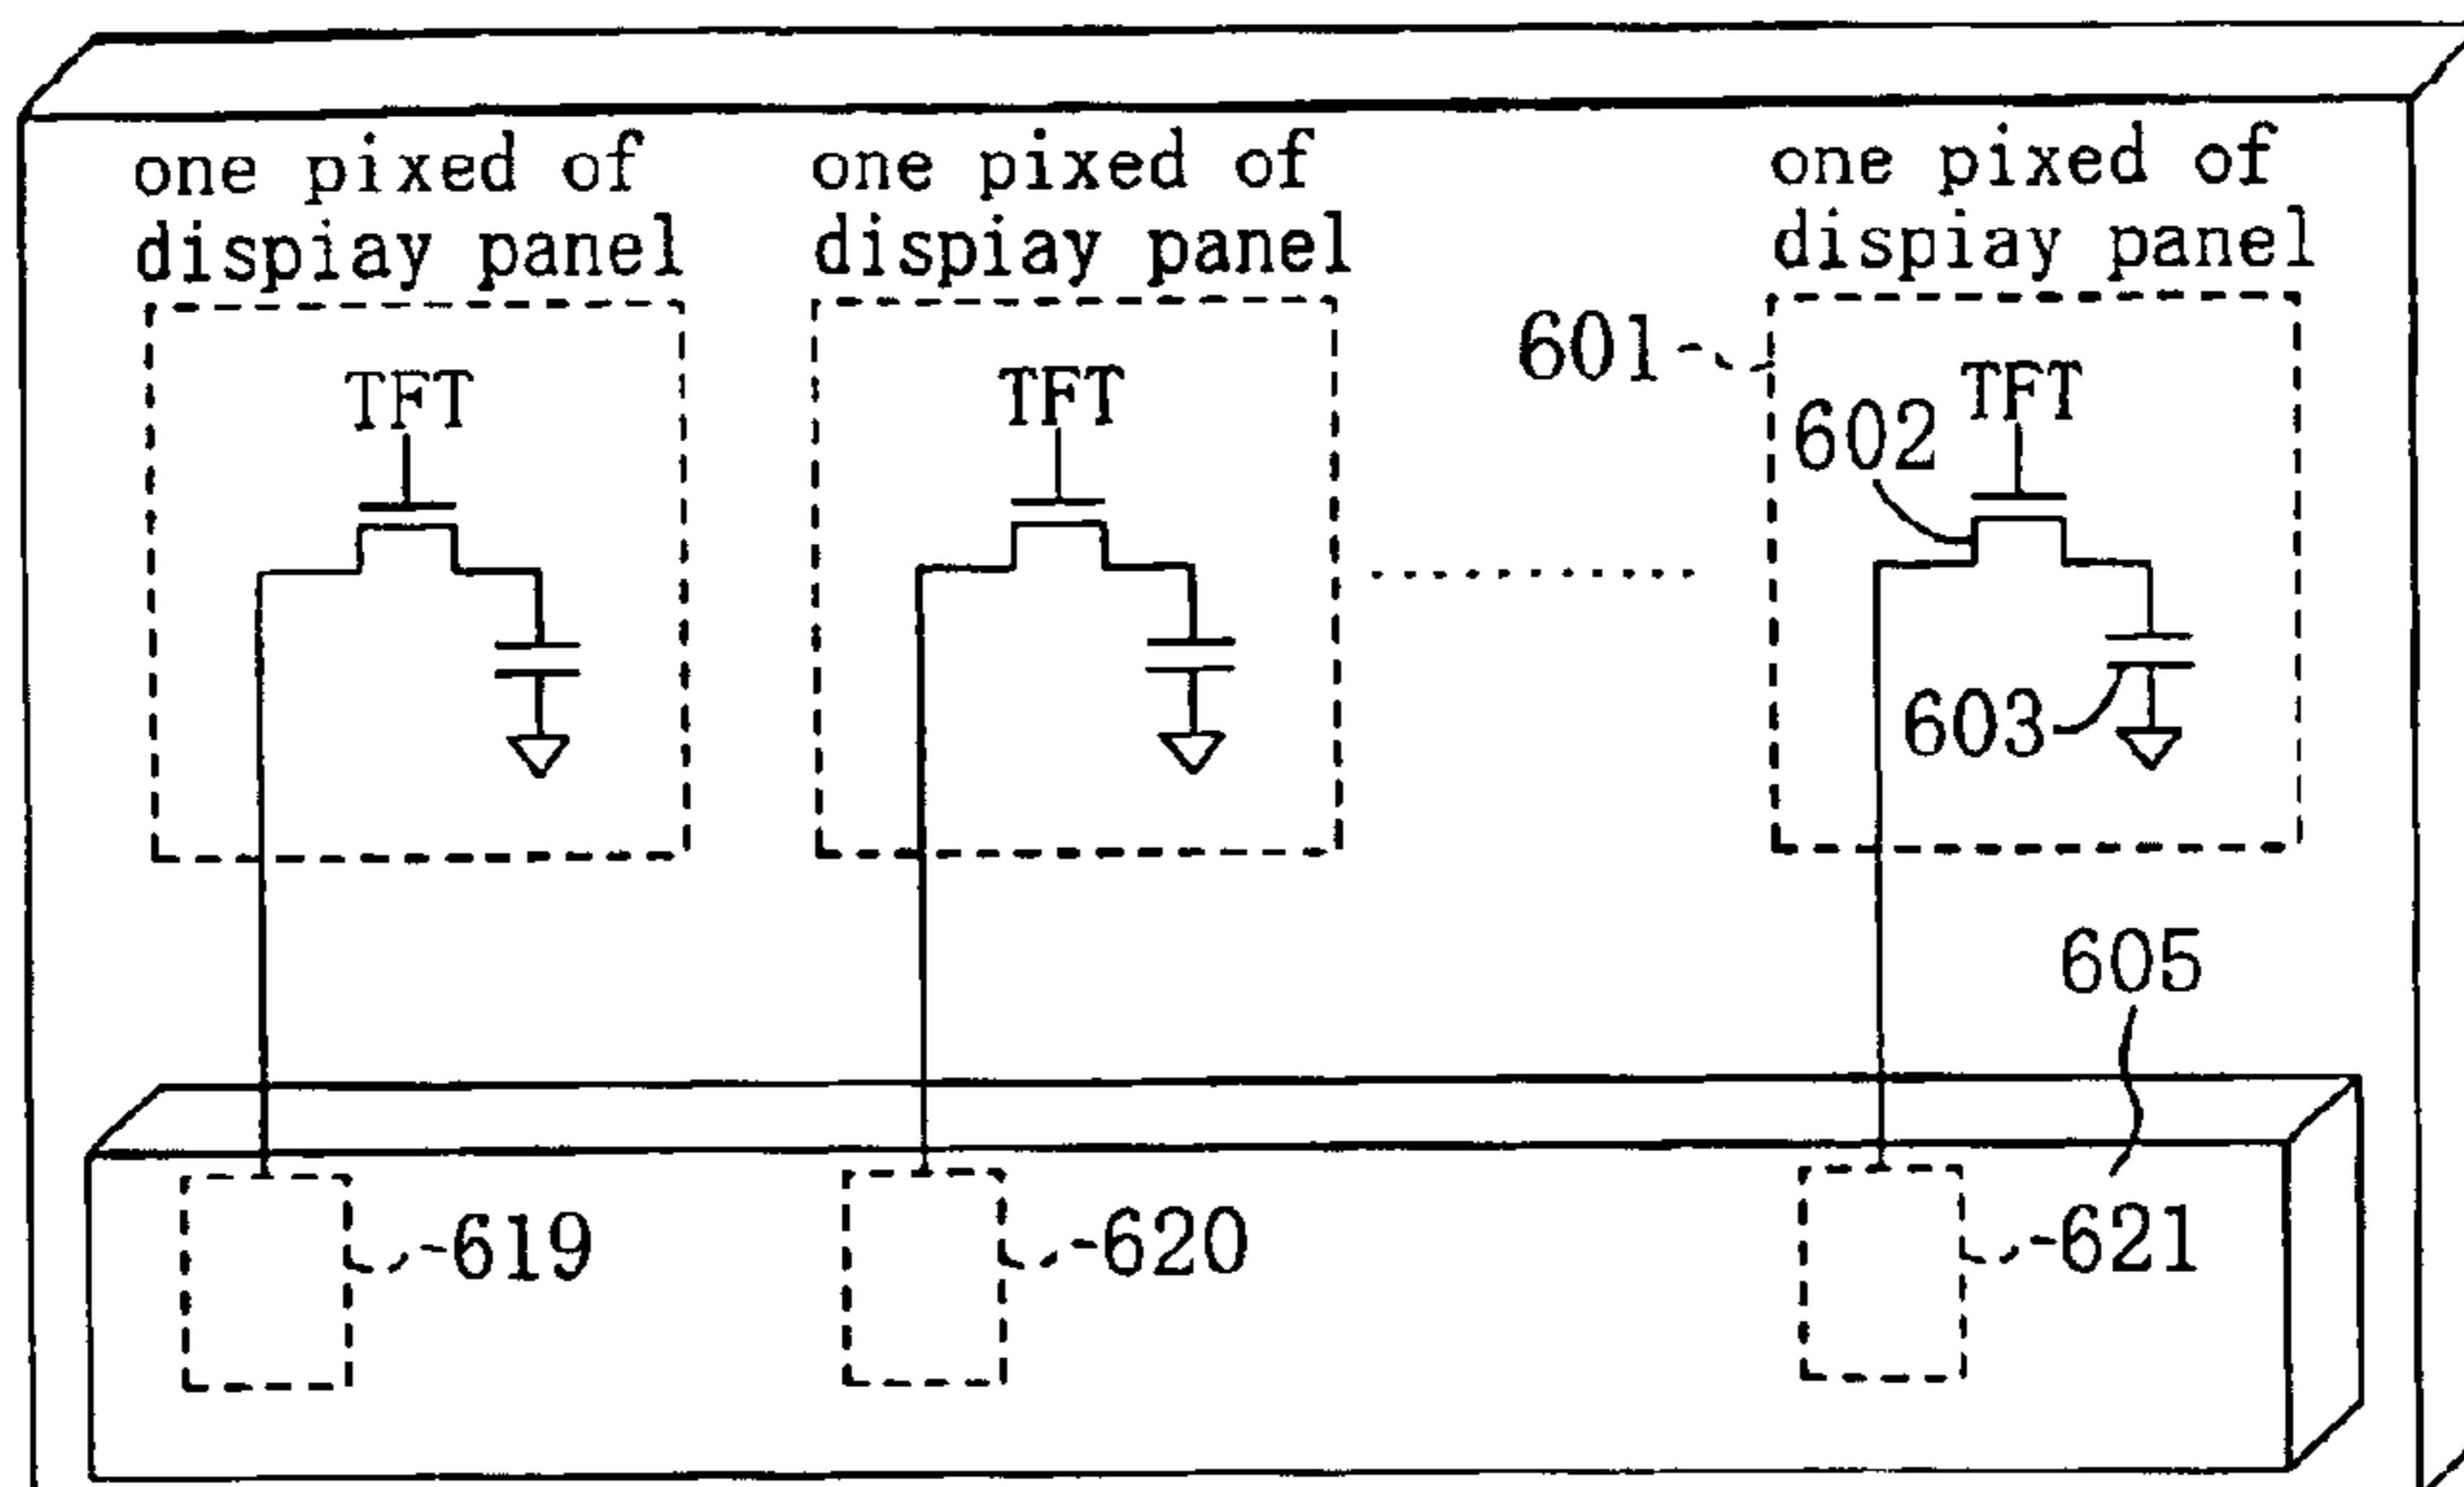 one pixed of
dispiay panel
one pixed of
dispiay panel
one pixed of
dispiay panel
601
TFT
TFT
TFT
602
603
605
619
620
621